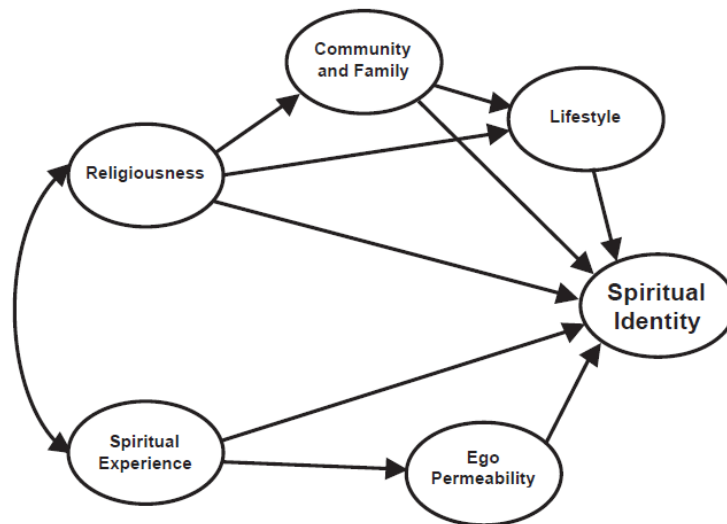 Community
and Family
Lifestyle
Religiousness
Spiritual
Identity
Spiritual
Experience
Ego
Permeability